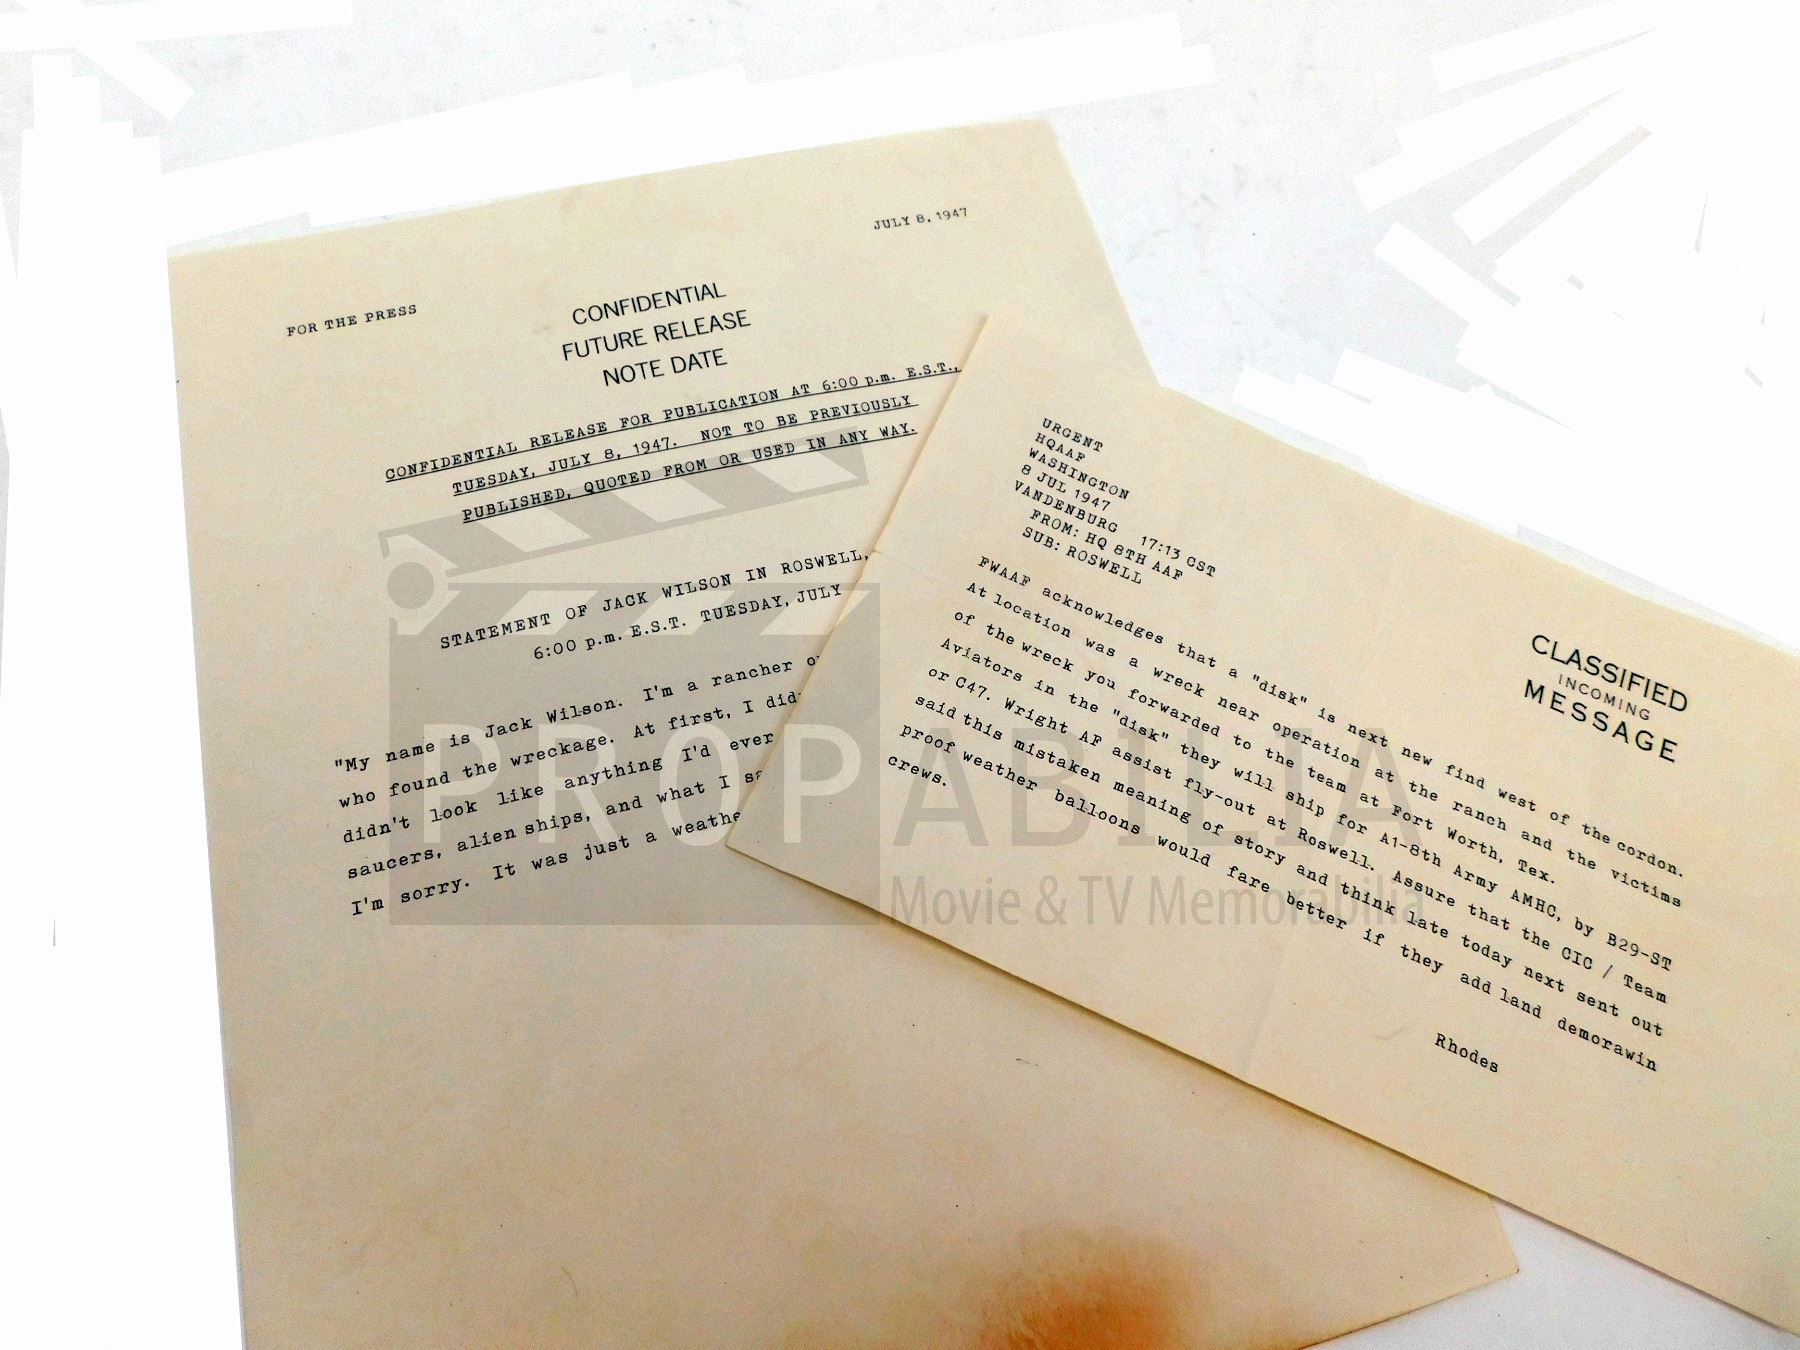 JULY 8, 1947
FOR THE PRESS
CONFIDENTIAL
FUTURE RELEASE
NOTE DATE
CONFIDENTIAL RELEASE FOR PUBLICATION AT 6:00 p.m. E.S.T.,
TUESDAY, JULY 8, 1947. NOT TO BE PREVIOUSLY
PUBLISHED, QUOTED FROM OR USED IN ANY WAY.
STATEMENT OF JACK WILSON IN ROSWELL,
6:00 p.m. E.S.T. TUESDAY, JULY
"My name is Jack Wilson. I'm a rancher
who found the wreckage. At first, I
didn't look like anything I'd ever
saucers, alien ships, and what I
I'm sorry. It was just a
URGENT
HQAAF
WASHINGTON
8 JUL 1947
VANDENBURG 17:13 CST
FROM: HQ 8TH AAF
SUB: ROSWELL
CLASSIFIED
INCOMING
MESSAGE
FWAAF acknowledges that a "disk" is next new find west of the cordon.
At location was a wreck near operation at the ranch and the victims
of the wreck you forwarded to the team at Fort Worth, Tex.
Aviators in the "disk" they will ship for A1-8th Army AMHC, by B29-ST
or C47. Wright AF assist fly-out at Roswell. Assure that the CIC / Team
said this mistaken meaning of story and think late today next sent out
proof weather balloons would fare better if they add land demorawin
crews.
Rhodes
PROPABILIA
Movie & TV Memorabilia